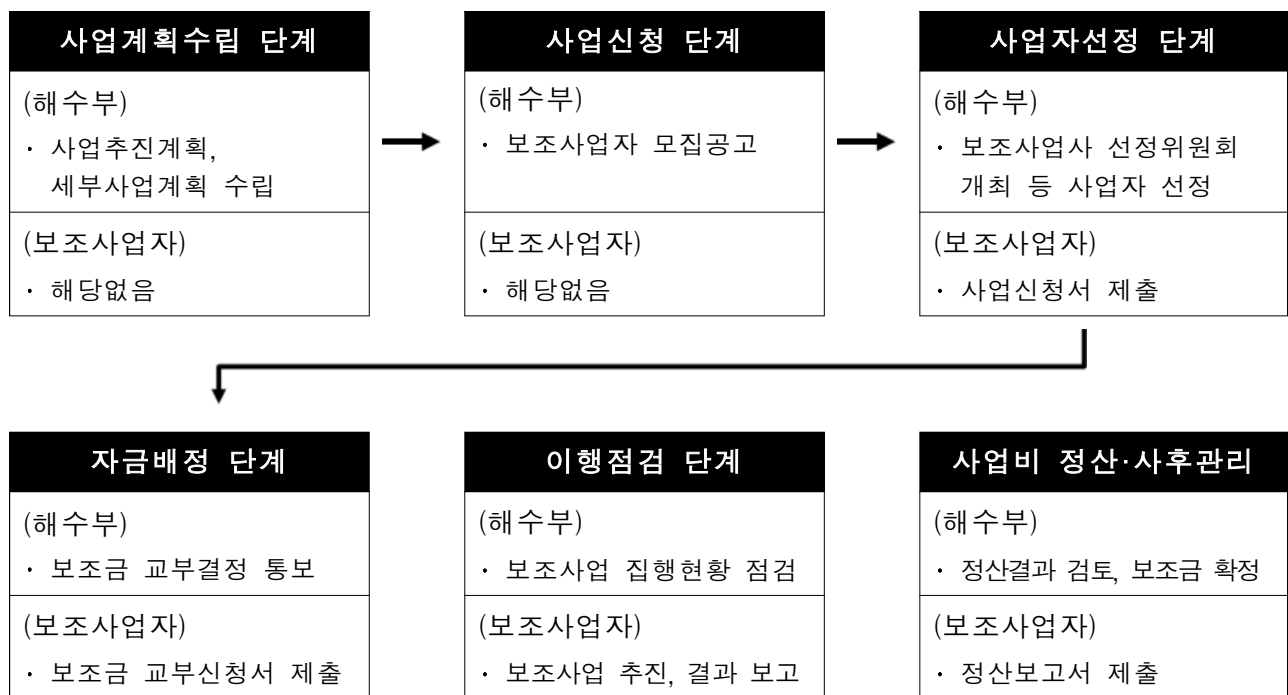 사업계획수립 단계
(해수부)
· 사업추진계획,
세부사업계획 수립
(보조사업자)
· 해당없음
사업신청 단계
(해수부)
· 보조사업자 모집공고
(보조사업자)
· 해당없음
사업자선정 단계
(해수부)
· 보조사업사 선정위원회
개최 등 사업자 선정
(보조사업자)
· 사업신청서 제출
자금배정 단계
(해수부)
· 보조금 교부결정 통보
(보조사업자)
· 보조금 교부신청서 제출
이행점검 단계
(해수부)
· 보조사업 집행현황 점검
(보조사업자)
· 보조사업 추진, 결과 보고
사업비 정산·사후관리
(해수부)
· 정산결과 검토, 보조금 확정
(보조사업자)
· 정산보고서 제출